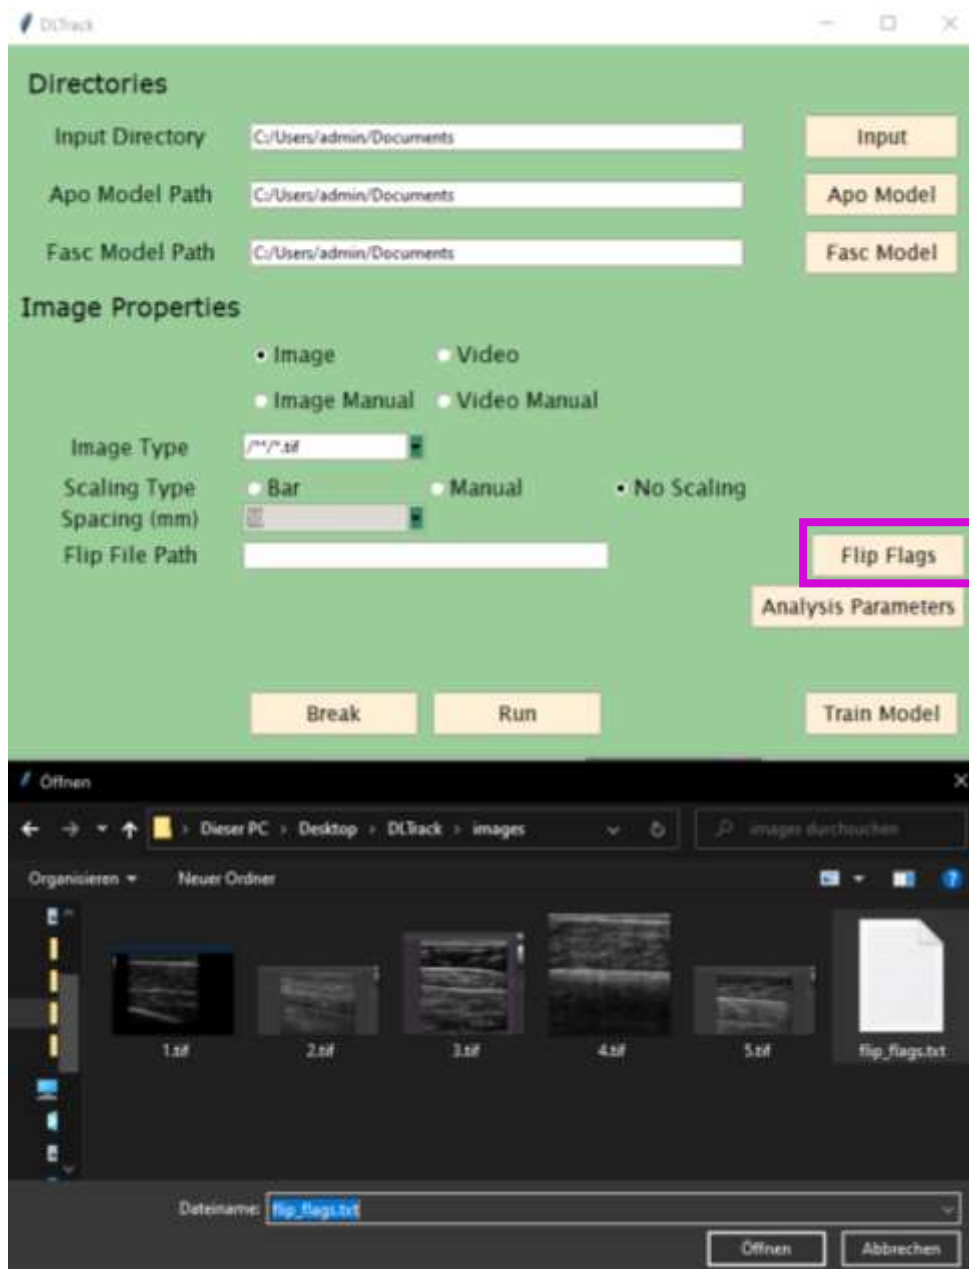 DLTrack
Directories
Input Directory C:/Users/admin/Documents Input
Apo Model Path C:/Users/admin/Documents Apo Model
Fasc Model Path C:/Users/admin/Documents Fasc Model
Image Properties
Image Video
Image Manual Video Manual
Image Type /**/*.tif
Scaling Type Bar Manual No Scaling
Spacing (mm)
Flip File Path Flip Flags
Analysis Parameters
Break Run Train Model
Öffnen
Dieser PC > Desktop > DLTrack > images images durchsuchen
Organisieren Neuer Ordner
1.tif 2.tif 3.tif 4.tif 5.tif flip_flags.txt
Dateiname: flip_flags.txt
Öffnen Abbrechen